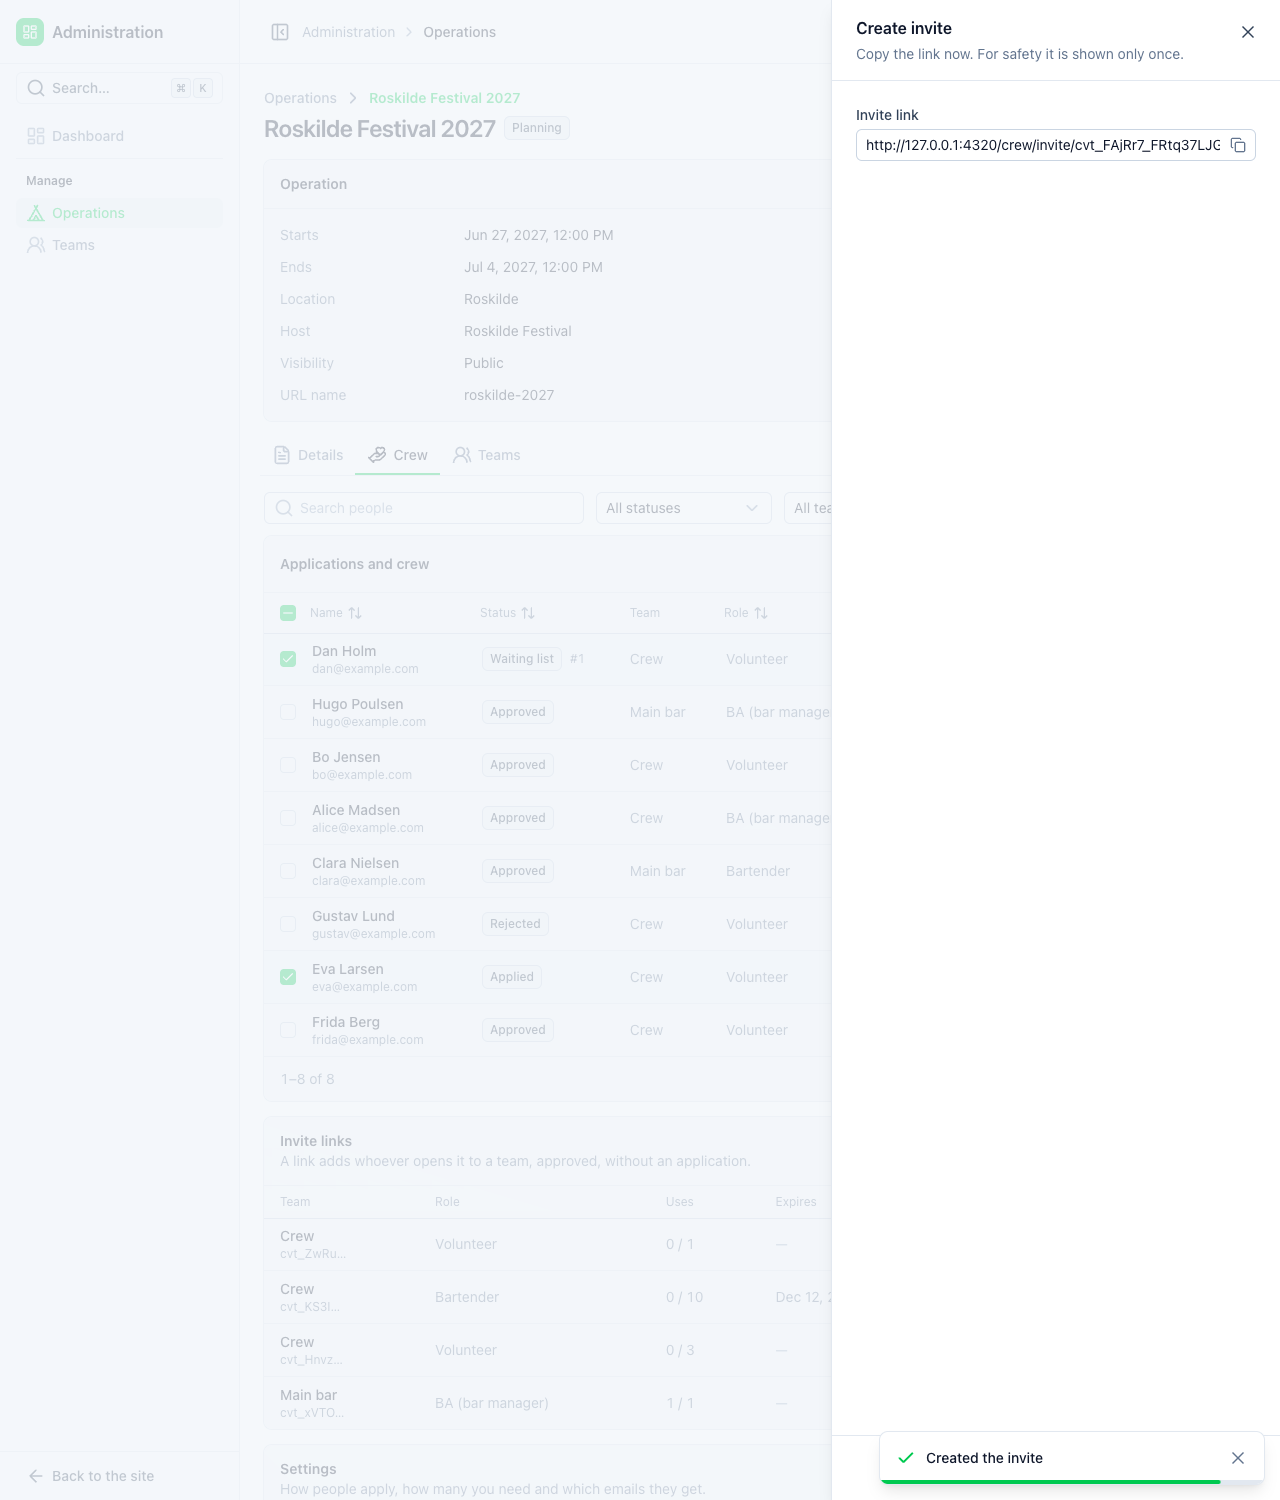 Administration
Search...
⌘ K
Dashboard
Manage
Operations
Teams
Back to the site
Administration > Operations
Operations > Roskilde Festival 2027
Roskilde Festival 2027 Planning
Operation
Starts Jun 27, 2027, 12:00 PM
Ends Jul 4, 2027, 12:00 PM
Location Roskilde
Host Roskilde Festival
Visibility Public
URL name roskilde-2027
Details Crew Teams
Search people All statuses All tea
Applications and crew
Name Status Team Role
Dan Holm
dan@example.com
Waiting list #1 Crew Volunteer
Hugo Poulsen
hugo@example.com
Approved Main bar BA (bar manage
Bo Jensen
bo@example.com
Approved Crew Volunteer
Alice Madsen
alice@example.com
Approved Crew BA (bar manage
Clara Nielsen
clara@example.com
Approved Main bar Bartender
Gustav Lund
gustav@example.com
Rejected Crew Volunteer
Eva Larsen
eva@example.com
Applied Crew Volunteer
Frida Berg
frida@example.com
Approved Crew Volunteer
1–8 of 8
Invite links
A link adds whoever opens it to a team, approved, without an application.
Team Role Uses Expires
Crew
cvt_ZwRu...
Volunteer 0 / 1 —
Crew
Bartender 0 / 10 Dec 12, 2
Crew
cvt_Hnvz...
Volunteer 0 / 3 —
Main bar
cvt_xVTO...
BA (bar manager) 1 / 1 —
Settings
How people apply, how many you need and which emails they get.
Create invite
Copy the link now. For safety it is shown only once.
Invite link
http://127.0.0.1:4320/crew/invite/cvt_FAjRr7_FRtq37LJG
Created the invite